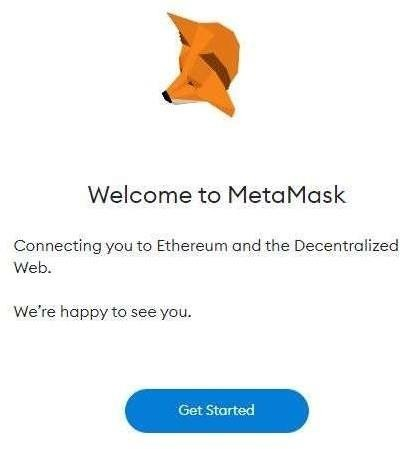 Welcome to MetaMask
Connecting you to Ethereum and the Decentralized
Web.
We're happy to see you.
Get Started